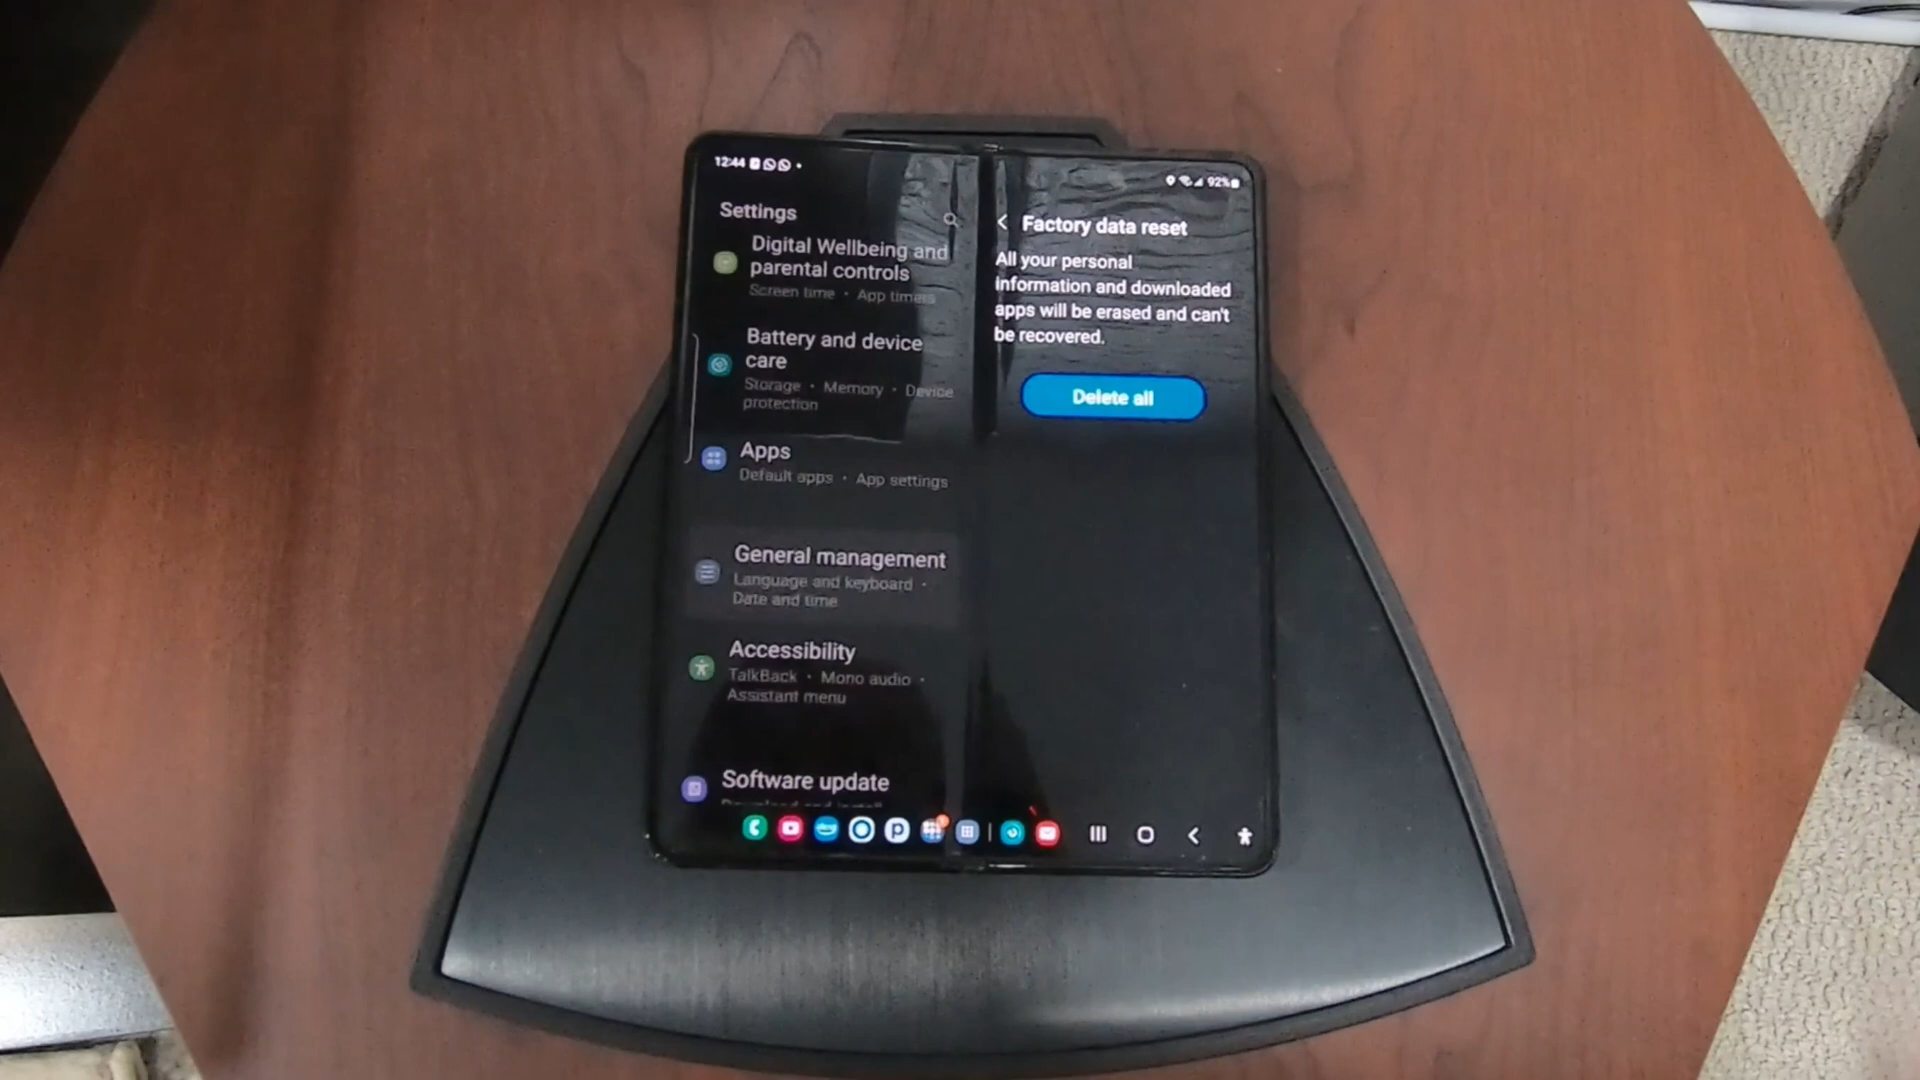 12:44
92%
Settings
Digital Wellbeing and
parental controls
Screen time • App timers
Battery and device
care
Storage • Memory • Device
protection
Apps
Default apps • App settings
General management
Language and keyboard •
Date and time
Accessibility
TalkBack • Mono audio •
Assistant menu
Software update
Download and install
Factory data reset
All your personal
information and downloaded
apps will be erased and can't
be recovered.
Delete all